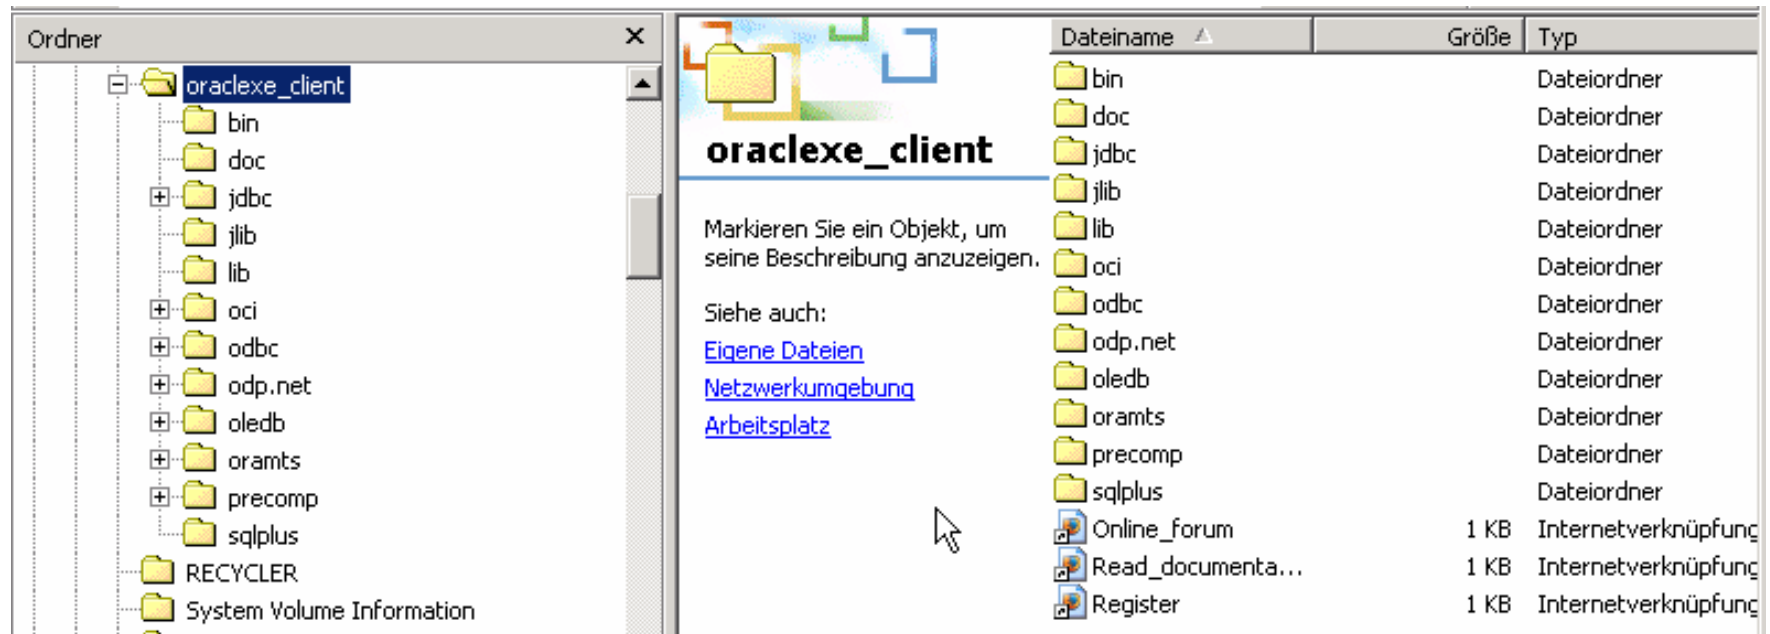 Ordner
oraclexe_client
bin
doc
jdbc
jlib
lib
oci
odbc
odp.net
oledb
oramts
precomp
sqlplus
RECYCLER
System Volume Information
oraclexe_client
Markieren Sie ein Objekt, um
seine Beschreibung anzuzeigen.
Siehe auch:
Eigene Dateien
Netzwerkumgebung
Arbeitsplatz
Dateiname Größe Typ
bin Dateiordner
doc Dateiordner
jdbc Dateiordner
jlib Dateiordner
lib Dateiordner
oci Dateiordner
odbc Dateiordner
odp.net Dateiordner
oledb Dateiordner
oramts Dateiordner
precomp Dateiordner
sqlplus Dateiordner
Online_forum 1 KB Internetverknüpfung
Read_documenta... 1 KB Internetverknüpfung
Register 1 KB Internetverknüpfung